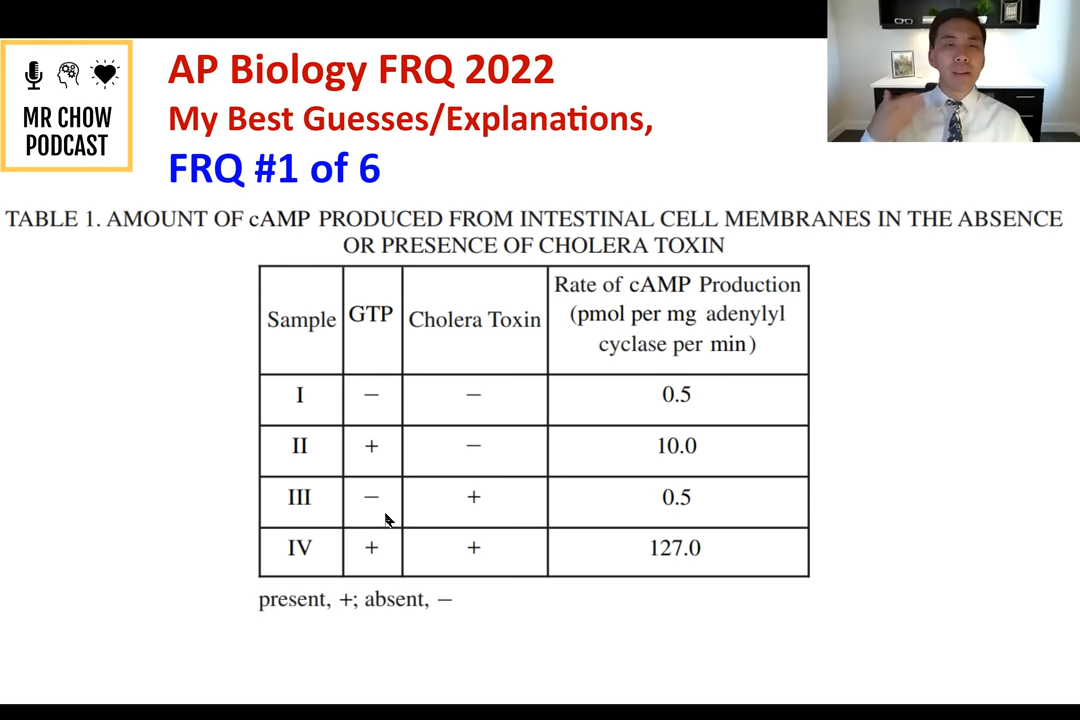 MR CHOW
PODCAST
AP Biology FRQ 2022
My Best Guesses/Explanations,
FRQ #1 of 6
TABLE 1. AMOUNT OF cAMP PRODUCED FROM INTESTINAL CELL MEMBRANES IN THE ABSENCE
OR PRESENCE OF CHOLERA TOXIN
Sample GTP Cholera Toxin Rate of cAMP Production
(pmol per mg adenylyl
cyclase per min)
I − − 0.5
II + − 10.0
III − + 0.5
IV + + 127.0
present, +; absent, −